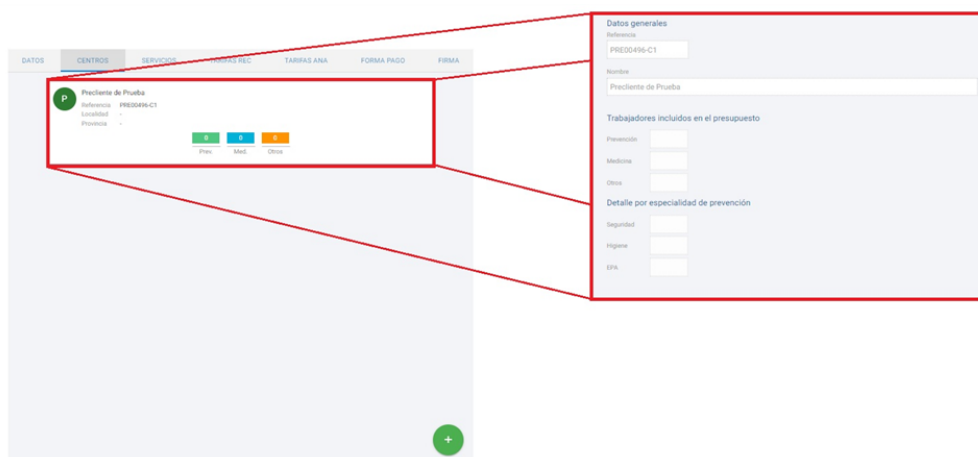 DATOS CENTROS SERVICIOS TARIFAS REC TARIFAS ANA FORMA PAGO FIRMA
P
Precliente de Prueba
Referencia PRE00496-C1
Localidad -
Provincia -
0 0 0
Prev. Med. Otros
+
Datos generales
Referencia
PRE00496-C1
Nombre
Precliente de Prueba
Trabajadores incluidos en el presupuesto
Prevención
Medicina
Otros
Detalle por especialidad de prevención
Seguridad
Higiene
EPA